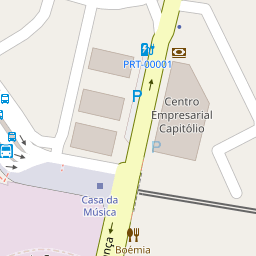 PRT-00001
P
Centro
Empresarial
Capitólio
P
Casa da
Música
Boémia